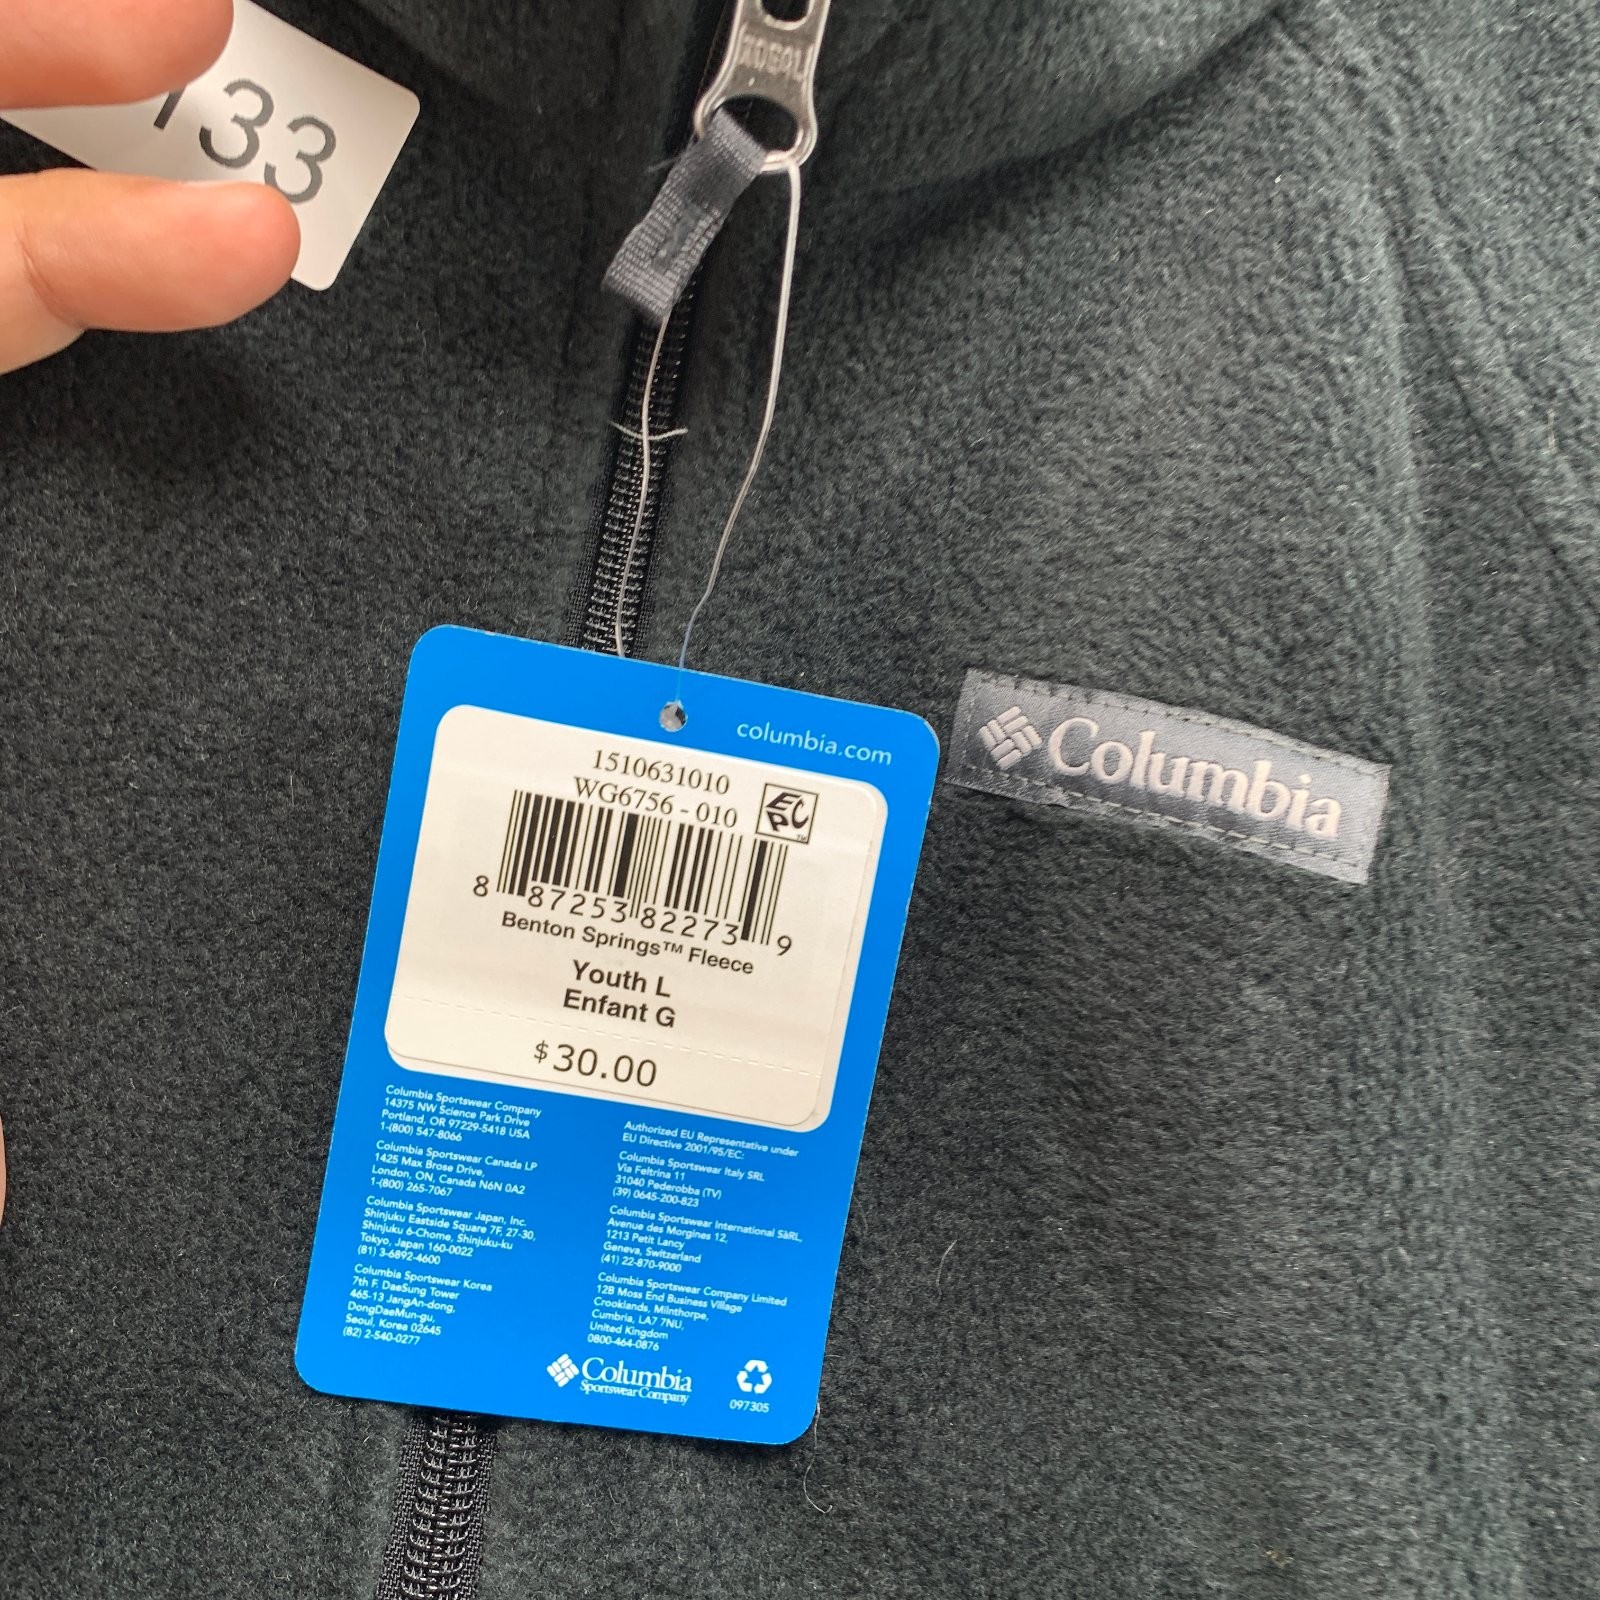 133
KOGOL
columbia.com
1510631010
WG6756 - 010
EPC™
8 87253 82273 9
Benton Springs™ Fleece
Youth L
Enfant G
$30.00
Columbia
Columbia Sportswear Company
14375 NW Science Park Drive
Portland, OR 97229-5418 USA
1-(800) 547-8066
Columbia Sportswear Canada LP
1425 Max Brose Drive,
London, ON, Canada N6N 0A2
1-(800) 265-7067
Columbia Sportswear Japan, Inc.
Shinjuku Eastside Square 7F, 27-30,
Shinjuku 6-Chome, Shinjuku-ku
Tokyo, Japan 160-0022
(81) 3-6892-4600
Columbia Sportswear Korea
7th F. DaeSung Tower
465-13 JangAn-dong,
DongDaeMun-gu,
Seoul, Korea 02645
(82) 2-540-0277
Authorized EU Representative under
EU Directive 2001/95/EC:
Columbia Sportswear Italy SRL
Via Feltrina 11
31040 Pederobba (TV)
(39) 0645-200-823
Columbia Sportswear International SàRL,
Avenue des Morgines 12,
1213 Petit Lancy
Geneva, Switzerland
(41) 22-870-9000
Columbia Sportswear Company Limited
12B Moss End Business Village
Crooklands, Milnthorpe,
Cumbria, LA7 7NU,
United Kingdom
0800-464-0876
Columbia
Sportswear Company
097305